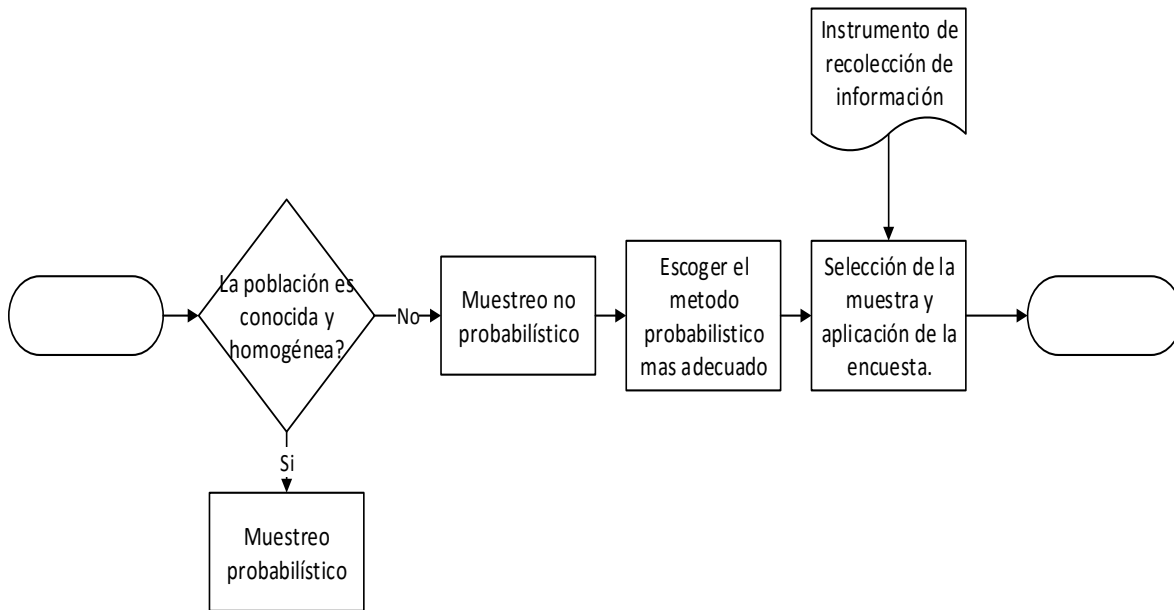 Instrumento de
recolección de
información
La población es
conocida y
homogénea?
No
Muestreo no
probabilístico
Escoger el
metodo
probabilistico
mas adecuado
Selección de la
muestra y
aplicación de la
encuesta.
Si
Muestreo
probabilístico